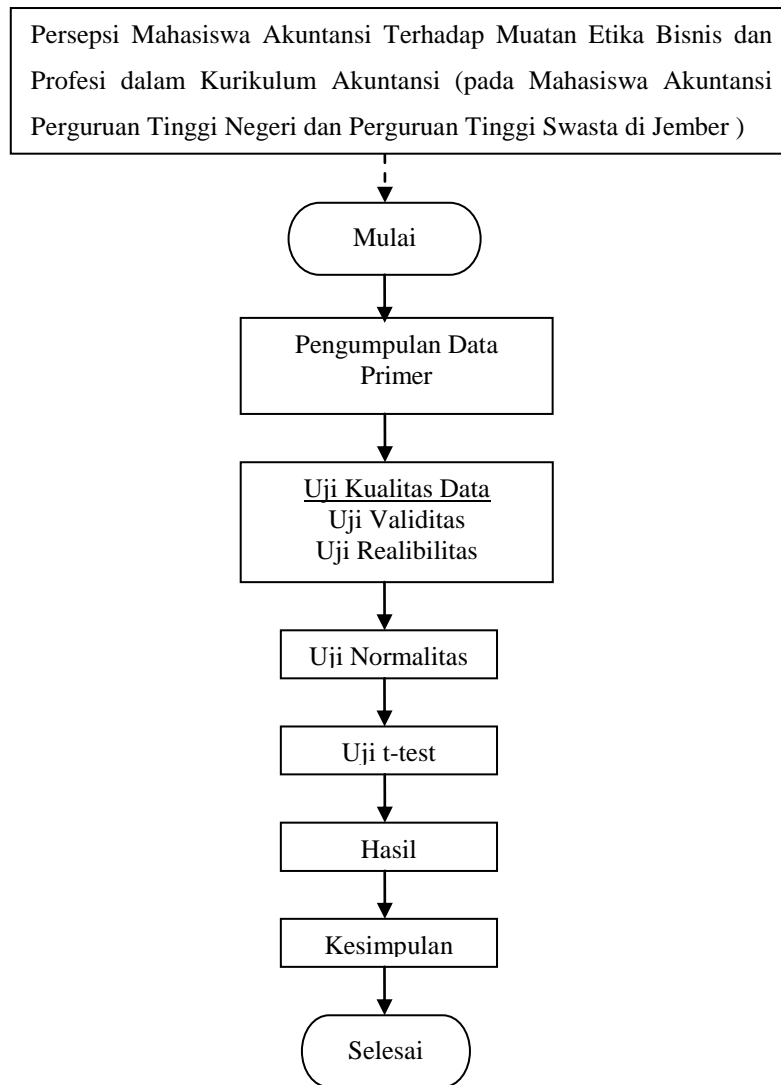 Persepsi Mahasiswa Akuntansi Terhadap Muatan Etika Bisnis dan
Profesi dalam Kurikulum Akuntansi (pada Mahasiswa Akuntansi
Perguruan Tinggi Negeri dan Perguruan Tinggi Swasta di Jember )
Mulai
Pengumpulan Data
Primer
Uji Kualitas Data
Uji Validitas
Uji Realibilitas
Uji Normalitas
Uji t-test
Hasil
Kesimpulan
Selesai